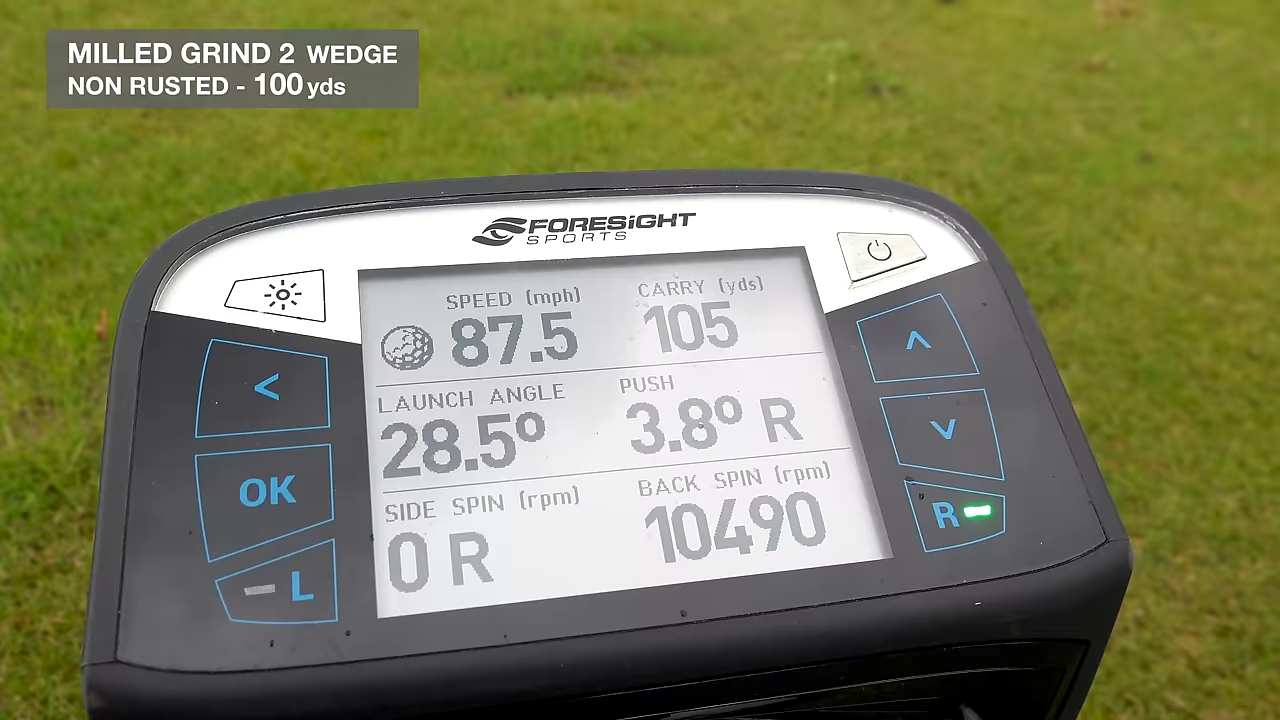 MILLED GRIND 2 WEDGE
NON RUSTED - 100 yds
FORESiGHT
SPORTS
SPEED (mph)
87.5
CARRY (yds)
105
LAUNCH ANGLE
28.5º
PUSH
3.8º R
SIDE SPIN (rpm)
0 R
BACK SPIN (rpm)
10490
<
OK
L
^
v
R